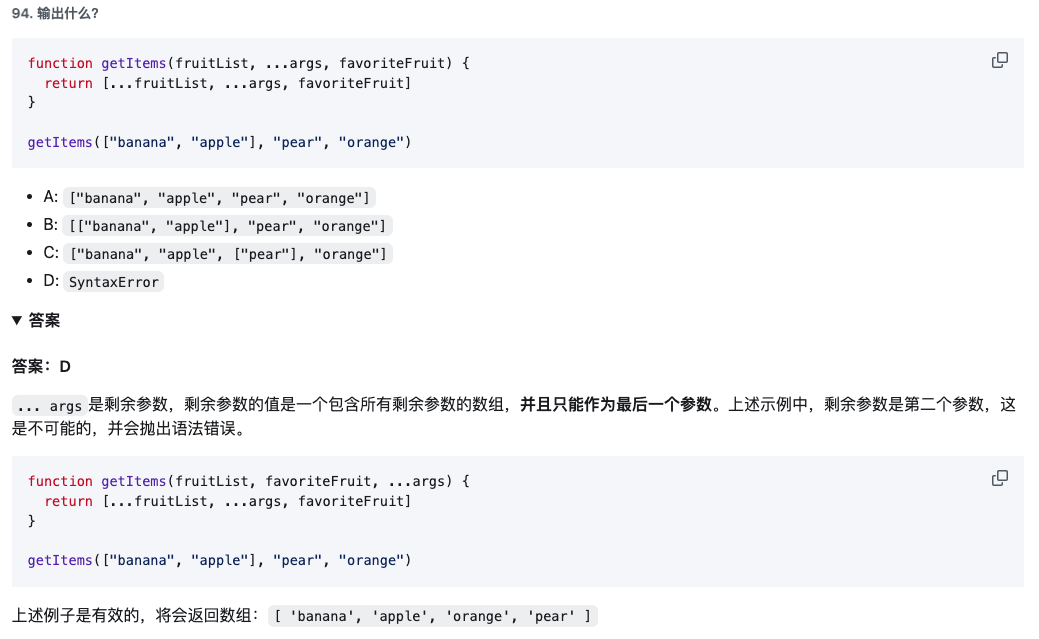 94. 输出什么?
function getItems(fruitList, ...args, favoriteFruit) {
  return [...fruitList, ...args, favoriteFruit]
}
getItems(["banana", "apple"], "pear", "orange")
• A: ["banana", "apple", "pear", "orange"]
• B: [["banana", "apple"], "pear", "orange"]
• C: ["banana", "apple", ["pear"], "orange"]
• D: SyntaxError
▼ 答案
答案：D
... args是剩余参数，剩余参数的值是一个包含所有剩余参数的数组，并且只能作为最后一个参数。上述示例中，剩余参数是第二个参数，这
是不可能的，并会抛出语法错误。
function getItems(fruitList, favoriteFruit, ...args) {
  return [...fruitList, ...args, favoriteFruit]
}
getItems(["banana", "apple"], "pear", "orange")
上述例子是有效的，将会返回数组：[ 'banana', 'apple', 'orange', 'pear' ]